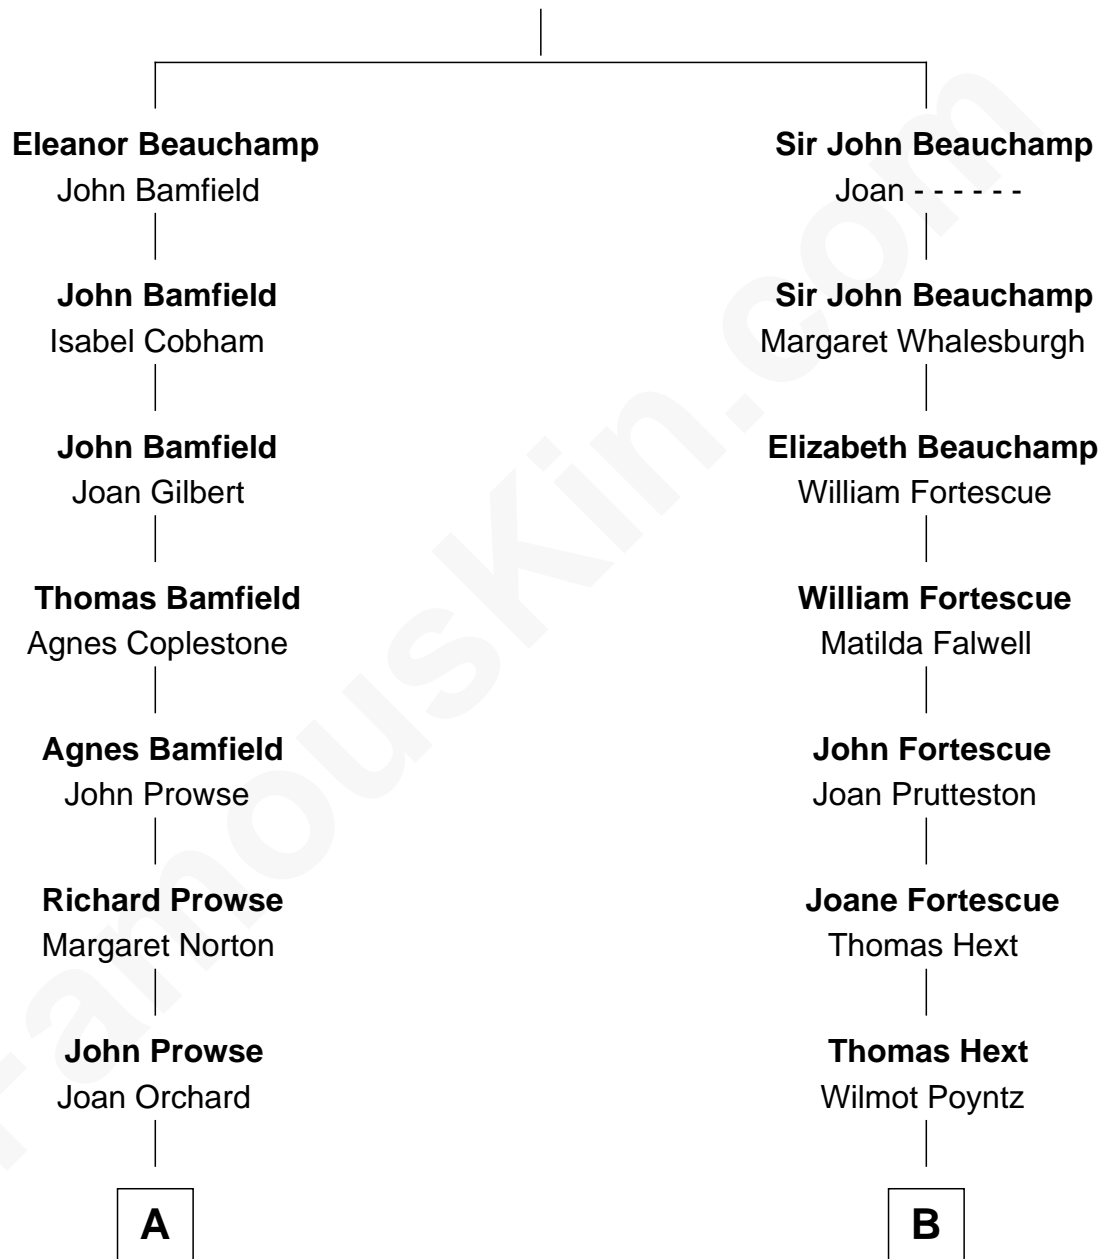 Eleanor Beauchamp
John Bamfield
John Bamfield
Isabel Cobham
John Bamfield
Joan Gilbert
Thomas Bamfield
Agnes Coplestone
Agnes Bamfield
John Prowse
Richard Prowse
Margaret Norton
John Prowse
Joan Orchard
A
Sir John Beauchamp
Joan - - - - - -
Sir John Beauchamp
Margaret Whalesburgh
Elizabeth Beauchamp
William Fortescue
William Fortescue
Matilda Falwell
John Fortescue
Joan Prutteston
Joane Fortescue
Thomas Hext
Thomas Hext
Wilmot Poyntz
B
FamousKin.com